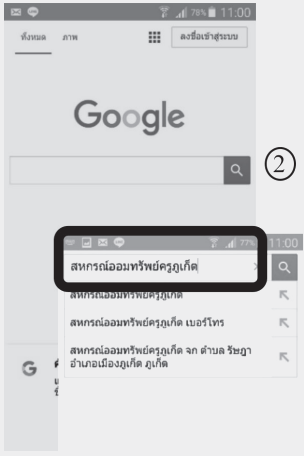 78% 11:00
ทั้งหมด ภาพ
ลงชื่อเข้าสู่ระบบ
Google
2
77% 11:00
สหกรณ์ออมทรัพย์ครูภูเก็ต
สหกรณ์ออมทรัพย์ครูภูเก็ต
สหกรณ์ออมทรัพย์ครูภูเก็ต เบอร์โทร
สหกรณ์ออมทรัพย์ครูภูเก็ต จก ตำบล รัษฎา
อำเภอเมืองภูเก็ต ภูเก็ต
G